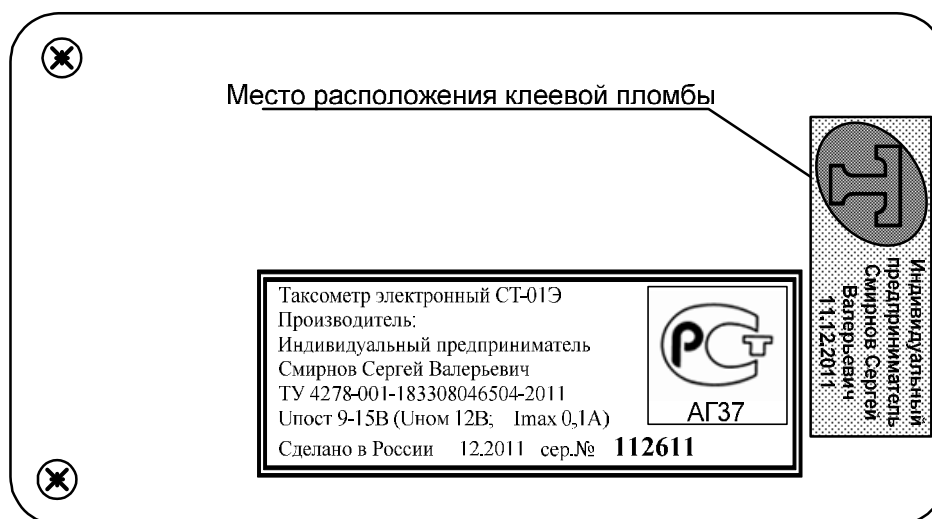 Место расположения клеевой пломбы
Индивидуальный
предприниматель
Смирнов Сергей
Валерьевич
11.12.2011
Таксометр электронный СТ-01Э
Производитель:
Индивидуальный предприниматель
Смирнов Сергей Валерьевич
ТУ 4278-001-183308046504-2011
Uпост 9-15В (Uном 12В; Imax 0,1А)
Сделано в России 12.2011 сер.№ 112611
РСТ
АГ37